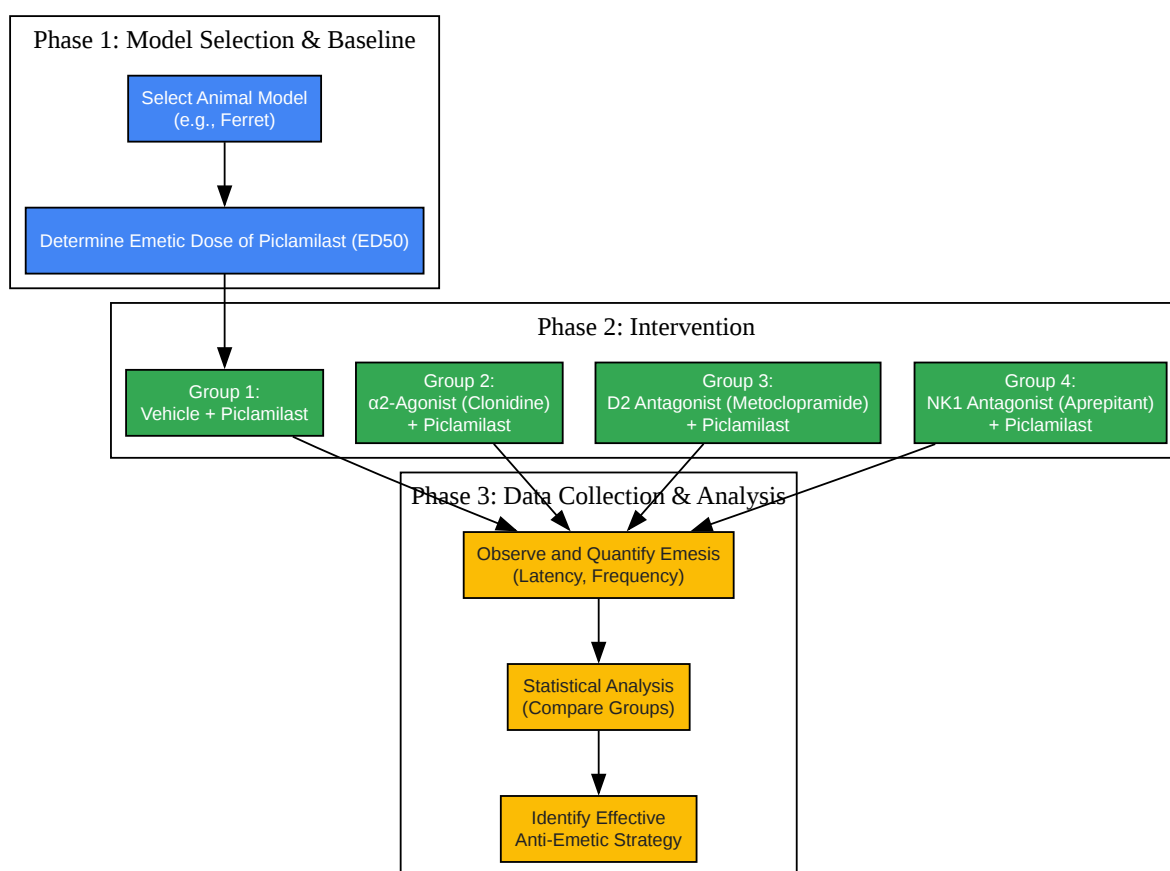 Phase 1: Model Selection & Baseline
Select Animal Model
(e.g., Ferret)
Determine Emetic Dose of Piclamilast (ED50)
Phase 2: Intervention
Group 1:
Vehicle + Piclamilast
Group 2:
α2-Agonist (Clonidine)
+ Piclamilast
Group 3:
D2 Antagonist (Metoclopramide)
+ Piclamilast
Group 4:
NK1 Antagonist (Aprepitant)
+ Piclamilast
Phase 3: Data Collection & Analysis
Observe and Quantify Emesis
(Latency, Frequency)
Statistical Analysis
(Compare Groups)
Identify Effective
Anti-Emetic Strategy